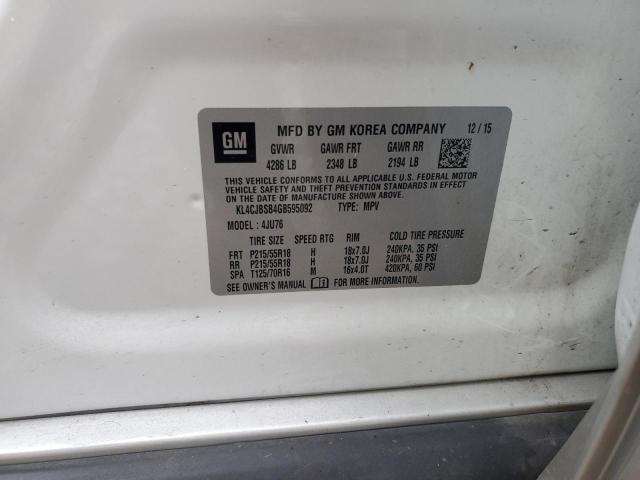 GM MFD BY GM KOREA COMPANY 12 / 15
GVWR GAWR FRT GAWR RR
4286 LB 2348 LB 2194 LB
THIS VEHICLE CONFORMS TO ALL APPLICABLE U.S. FEDERAL MOTOR
VEHICLE SAFETY AND THEFT PREVENTION STANDARDS IN EFFECT
ON THE DATE OF MANUFACTURE SHOWN ABOVE.
KL4CJBSB4GB595092 TYPE: MPV
MODEL : 4JU76
TIRE SIZE SPEED RTG RIM COLD TIRE PRESSURE
FRT P215/55R18 H 18x7.0J 240KPA, 35 PSI
RR P215/55R18 H 18x7.0J 240KPA, 35 PSI
SPA T125/70R16 M 16x4.0T 420KPA, 60 PSI
SEE OWNER'S MANUAL FOR MORE INFORMATION.